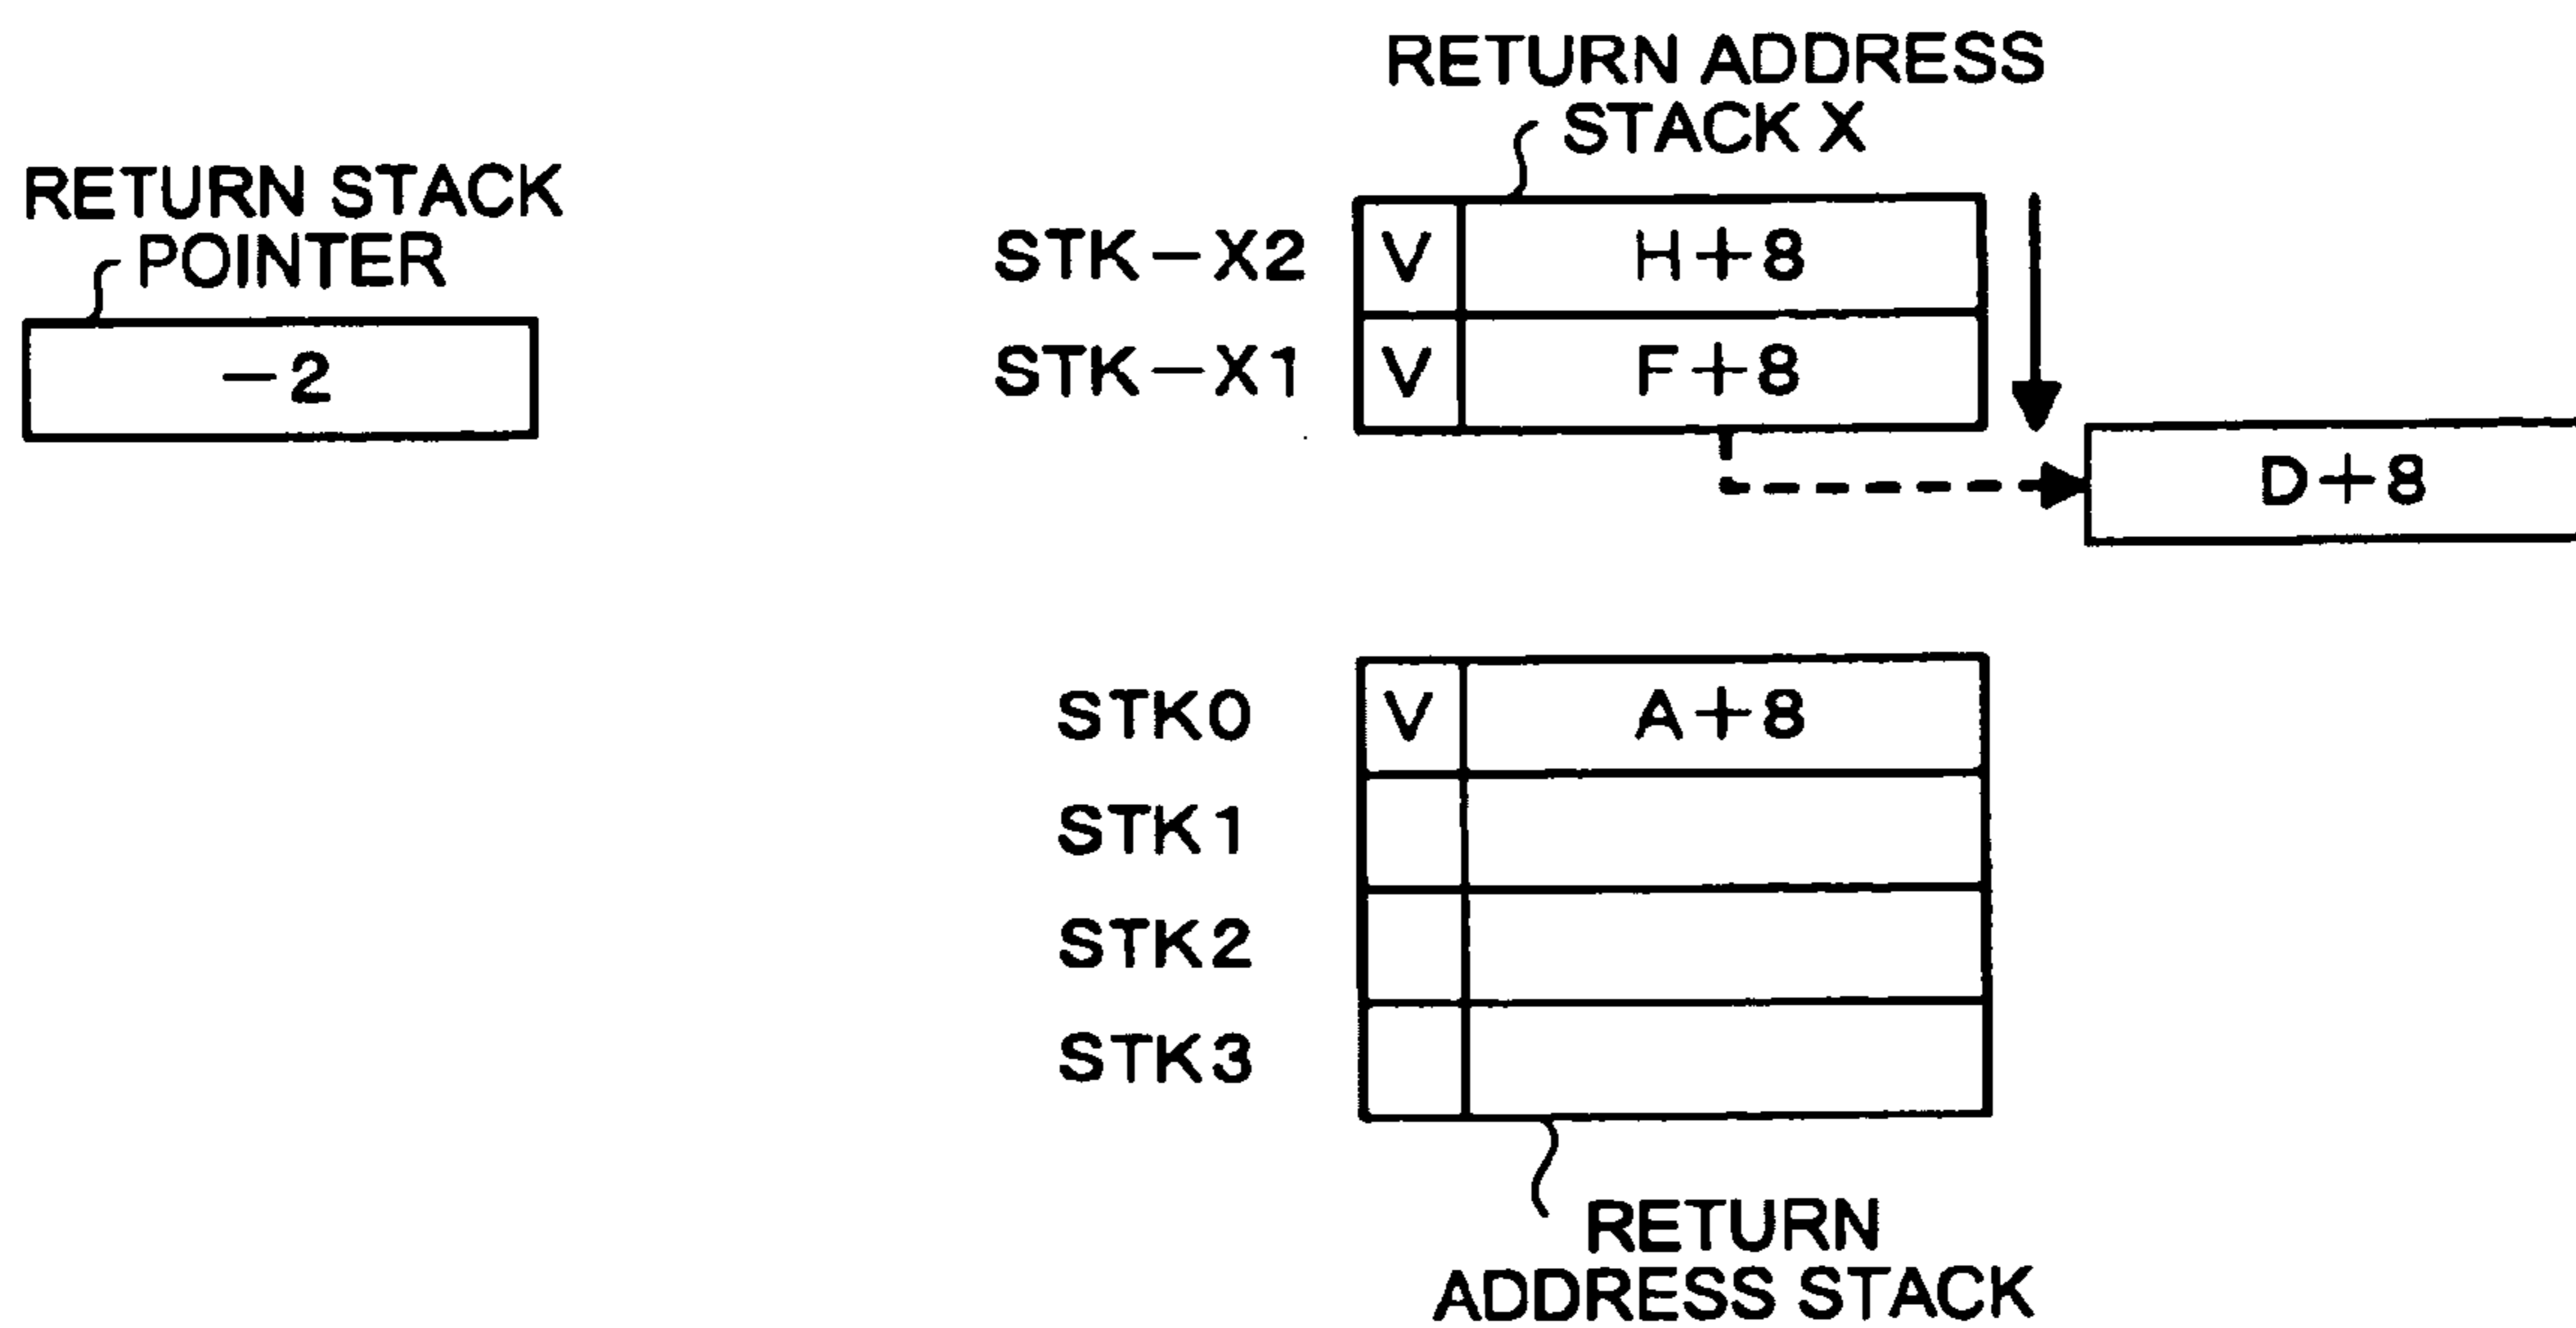 RETURN ADDRESS
STACK X
RETURN STACK
POINTER
STK-X2 V H+8
-2
STK-X1 V F+8
D+8
STK0 V A+8
STK1
STK2
STK3
RETURN
ADDRESS STACK